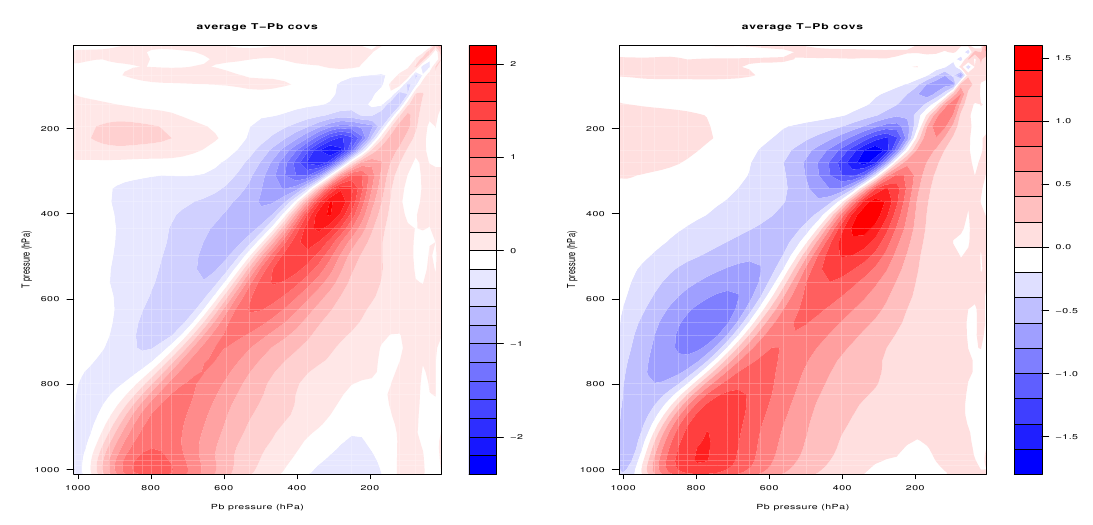 average T−Pb covs
T pressure (hPa)
200
400
600
800
1000
1000 800 600 400 200
Pb pressure (hPa)
2
1
0
−1
−2
average T−Pb covs
T pressure (hPa)
200
400
600
800
1000
1000 800 600 400 200
Pb pressure (hPa)
1.5
1.0
0.5
0.0
−0.5
−1.0
−1.5